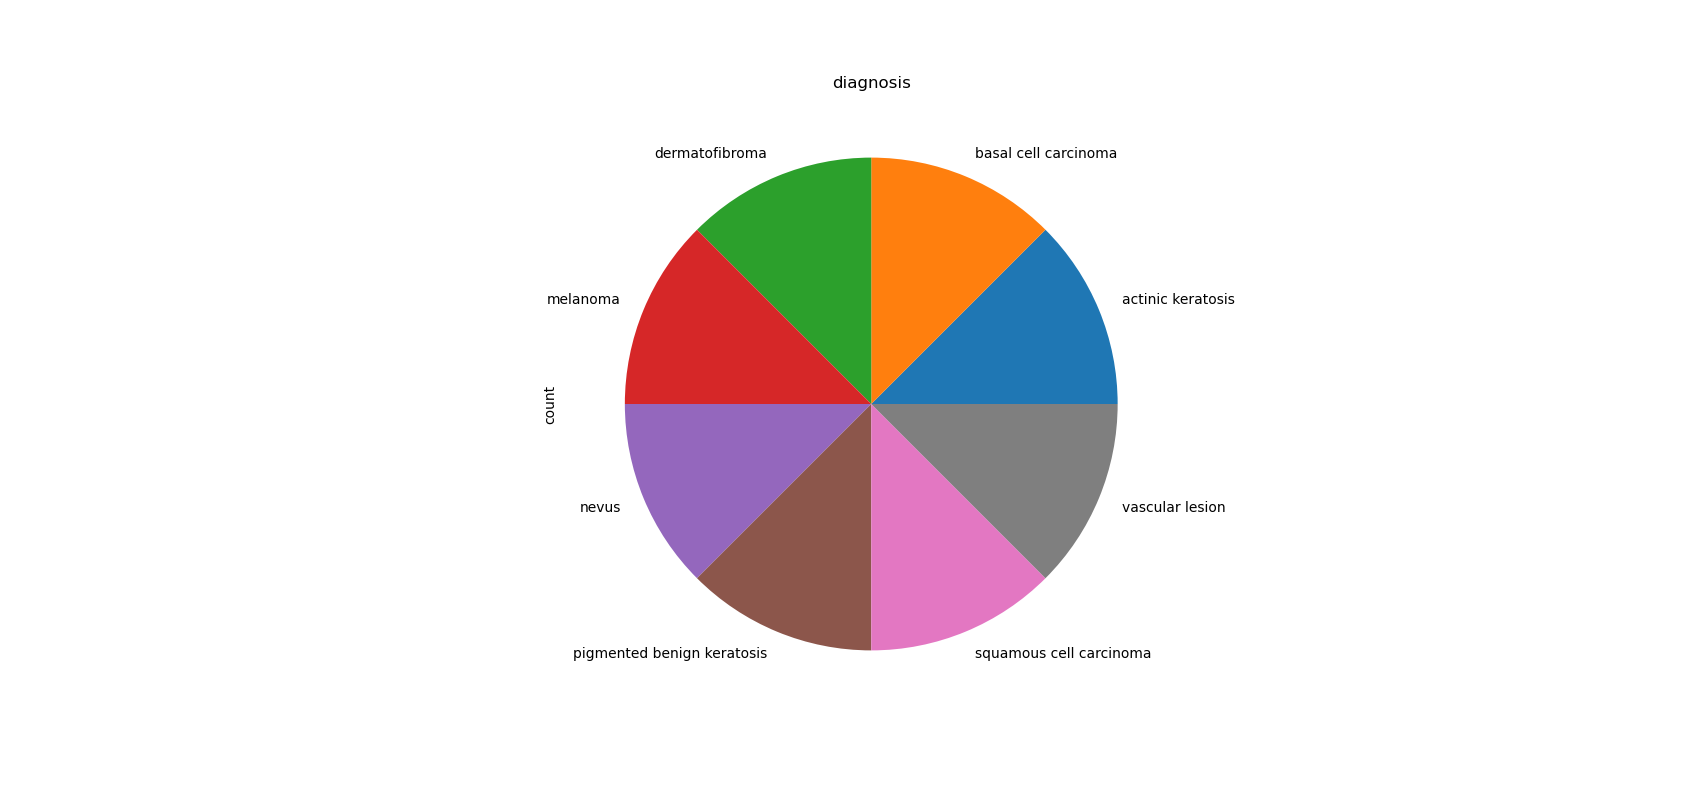 diagnosis
dermatofibroma
basal cell carcinoma
melanoma
actinic keratosis
count
nevus
vascular lesion
pigmented benign keratosis
squamous cell carcinoma